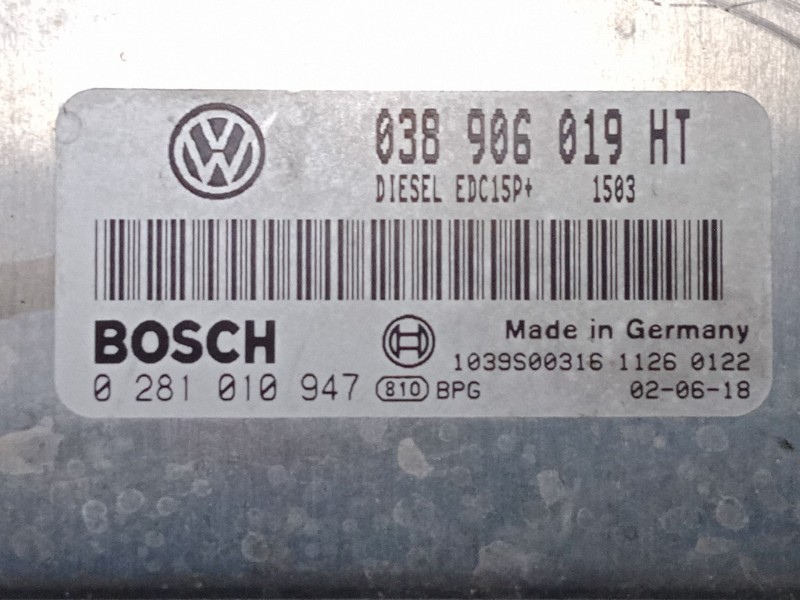 038 906 019 HT
DIESEL EDC15P+ 1503
BOSCH
Made in Germany
1039S00316 1126 0122
0 281 010 947 810 BPG 02-06-18